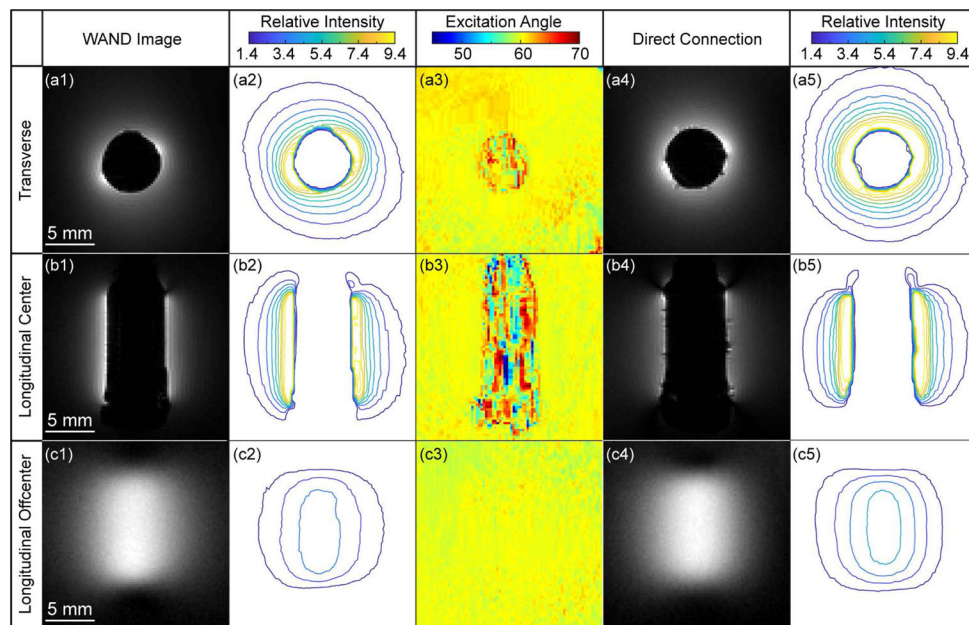 WAND Image
Relative Intensity
1.4 3.4 5.4 7.4 9.4
Excitation Angle
50 60 70
Direct Connection
Relative Intensity
1.4 3.4 5.4 7.4 9.4
Transverse
(a1)
(a2)
(a3)
(a4)
(a5)
5 mm
Longitudinal Center
(b1)
(b2)
(b3)
(b4)
(b5)
5 mm
Longitudinal Offcenter
(c1)
(c2)
(c3)
(c4)
(c5)
5 mm